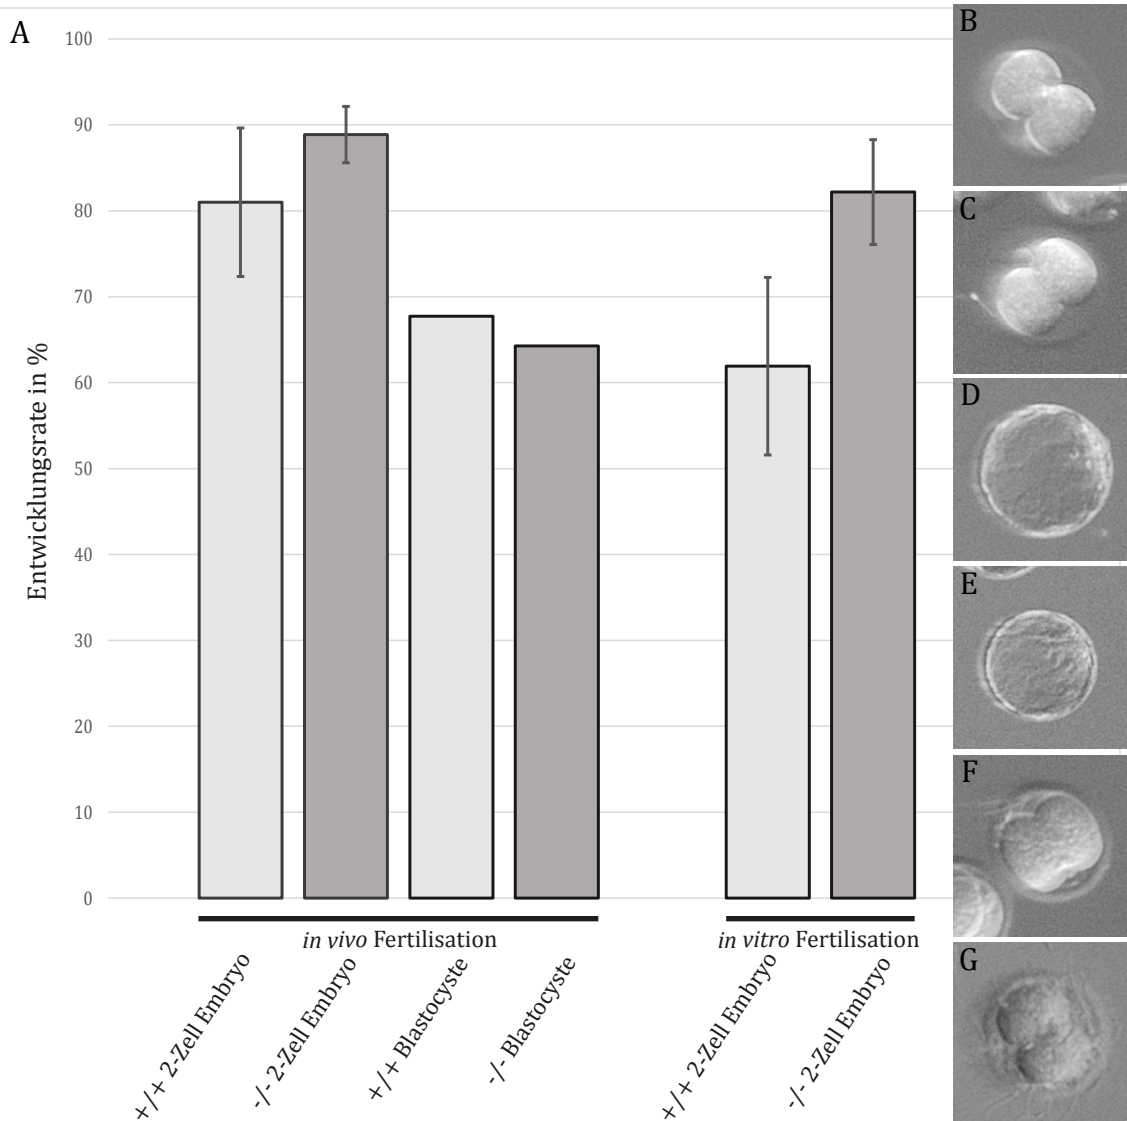 A
100
90
80
70
60
50
40
30
20
10
0
Entwicklungsrate in %
in vivo Fertilisation
in vitro Fertilisation
+/+ 2-Zell Embryo
-/- 2-Zell Embryo
+/+ Blastocyste
-/- Blastocyste
+/+ 2-Zell Embryo
-/- 2-Zell Embryo
B
C
D
E
F
G